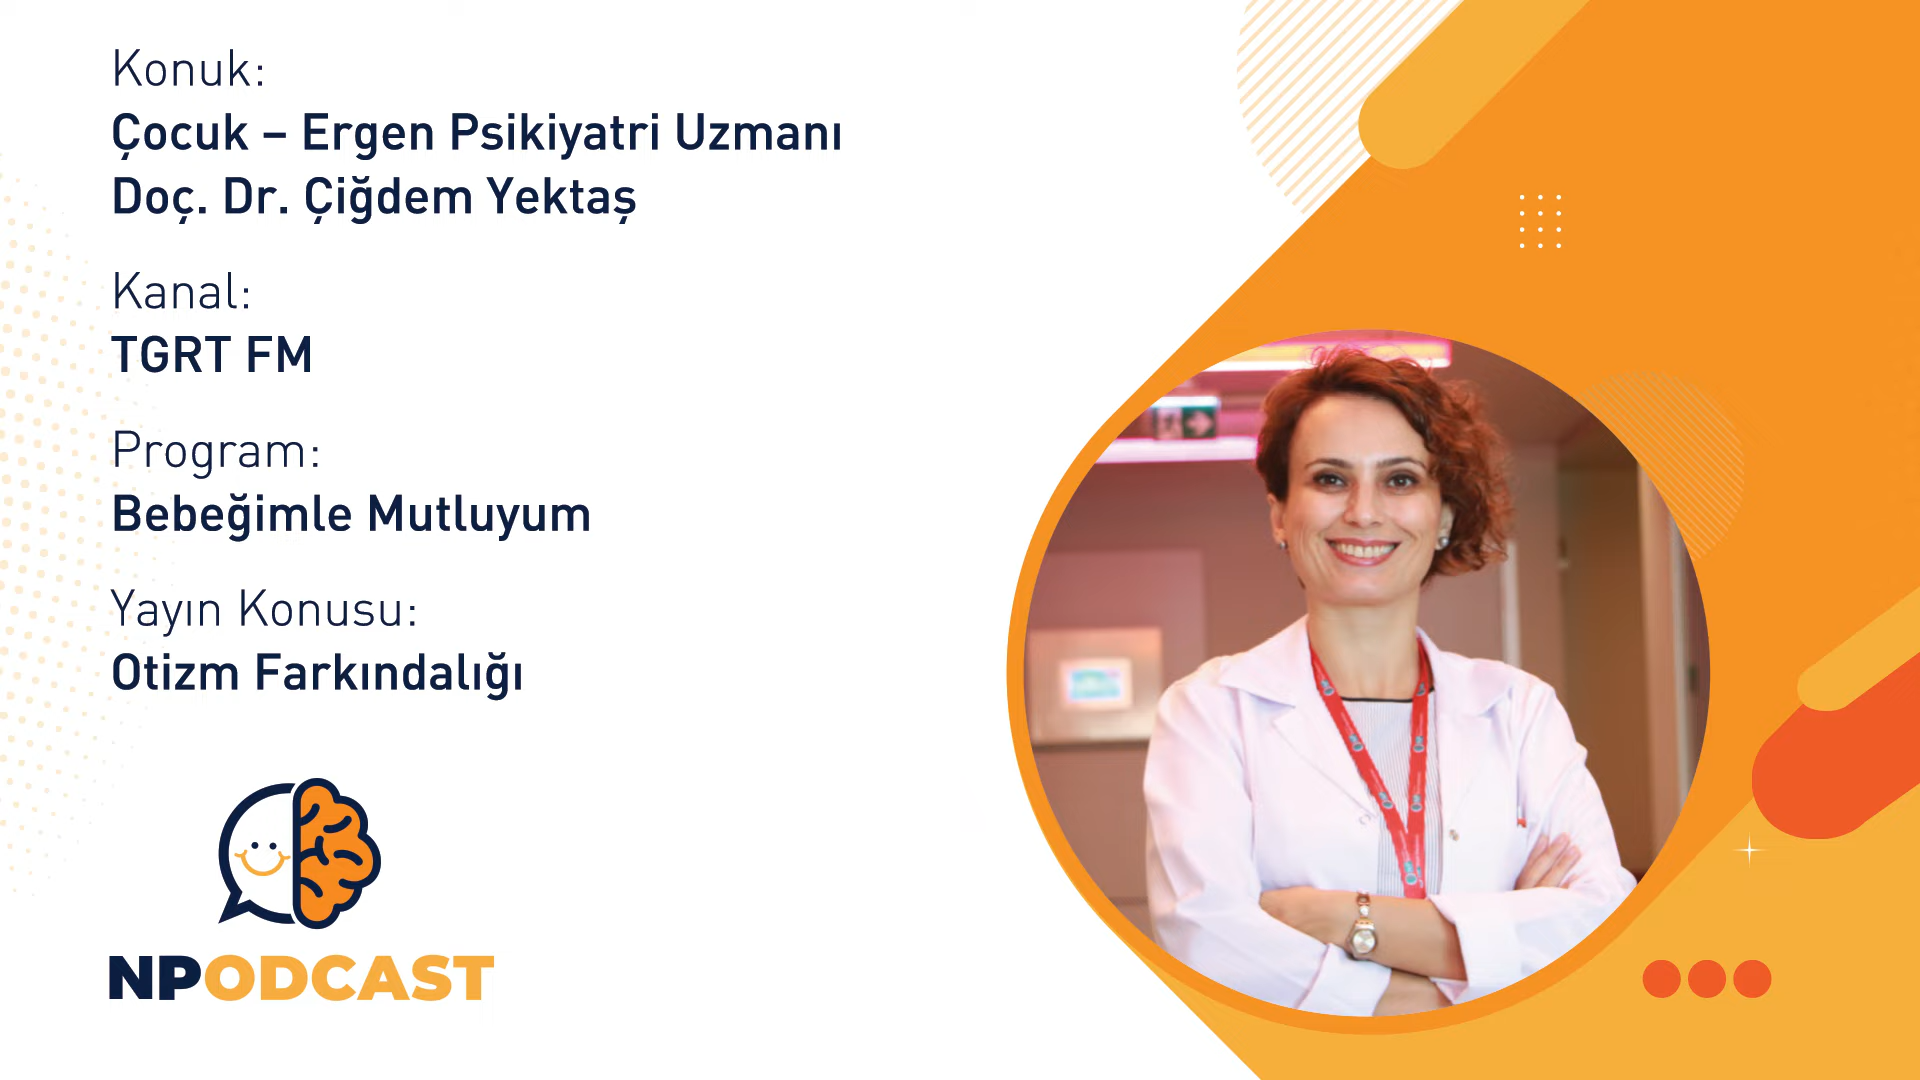 Konuk:
Çocuk – Ergen Psikiyatri Uzmanı
Doç. Dr. Çiğdem Yektaş
Kanal:
TGRT FM
Program:
Bebeğimle Mutluyum
Yayın Konusu:
Otizm Farkındalığı
NPODCAST